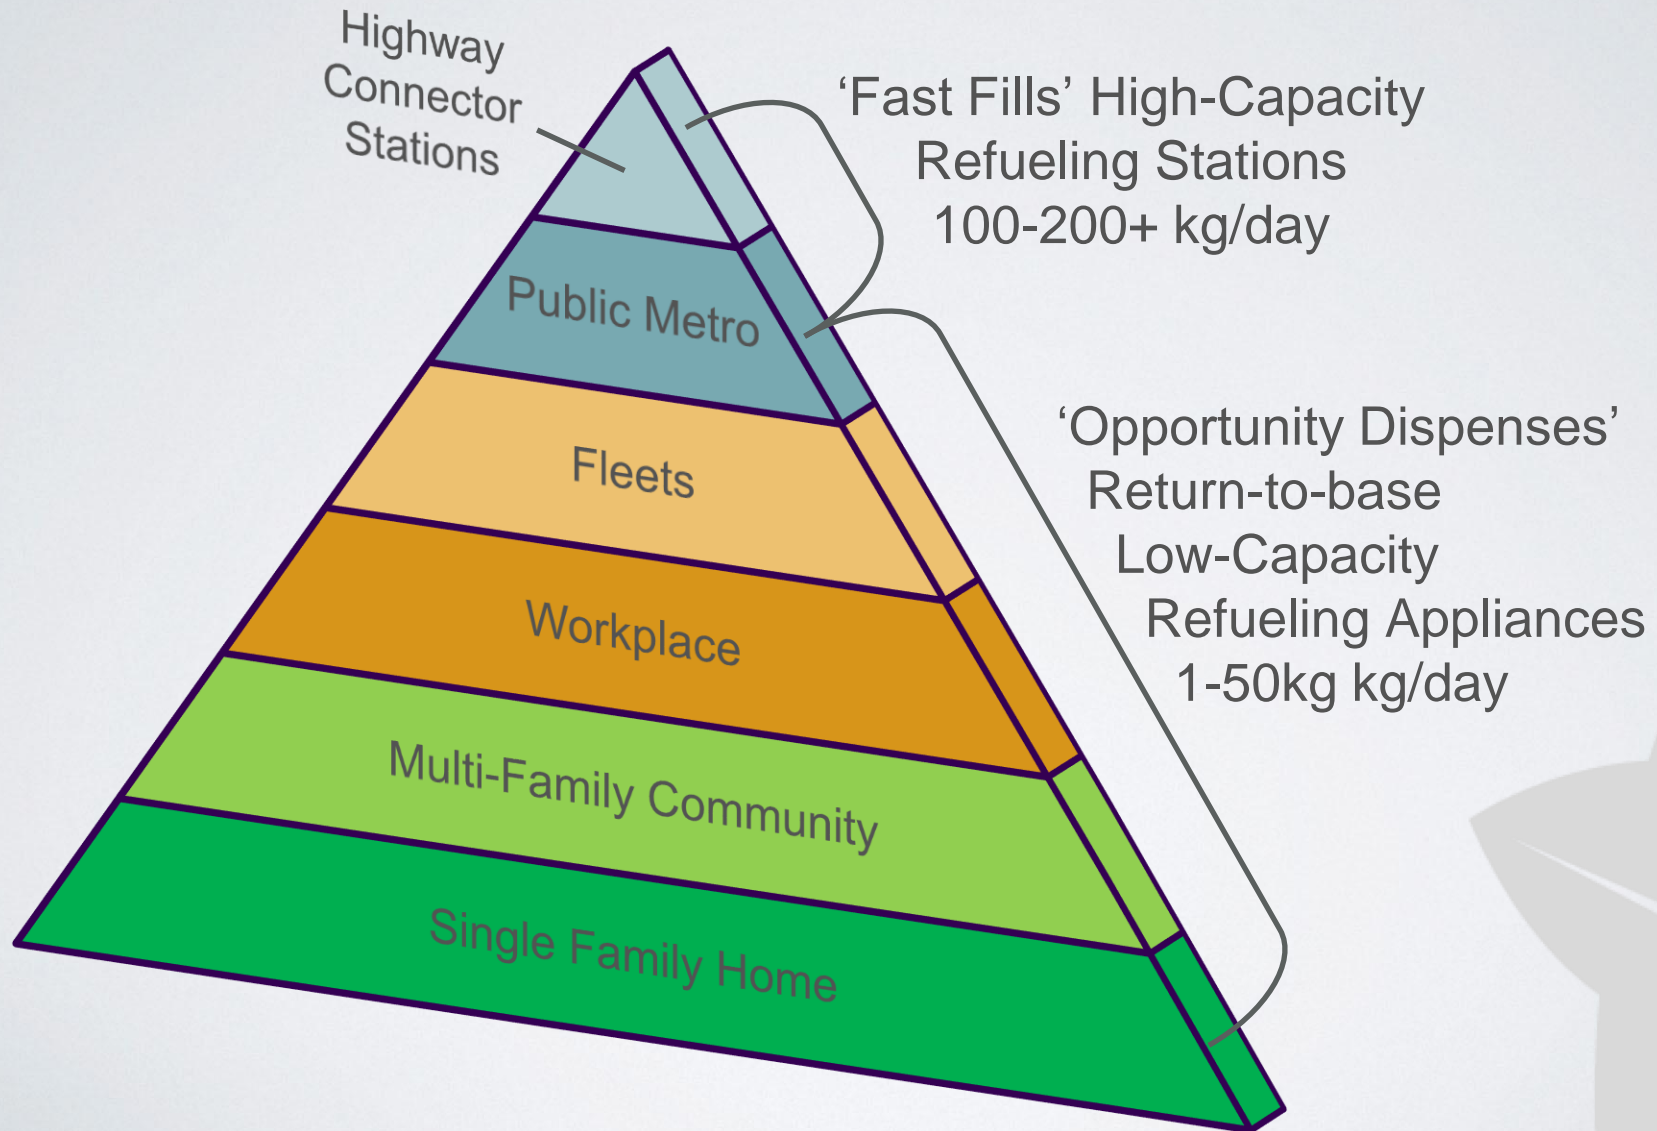 Highway
Connector
Stations
‘Fast Fills’ High-Capacity
Refueling Stations
100-200+ kg/day
Public Metro
Fleets
‘Opportunity Dispenses’
Return-to-base
Low-Capacity
Refueling Appliances
1-50kg kg/day
Workplace
Multi-Family Community
Single Family Home